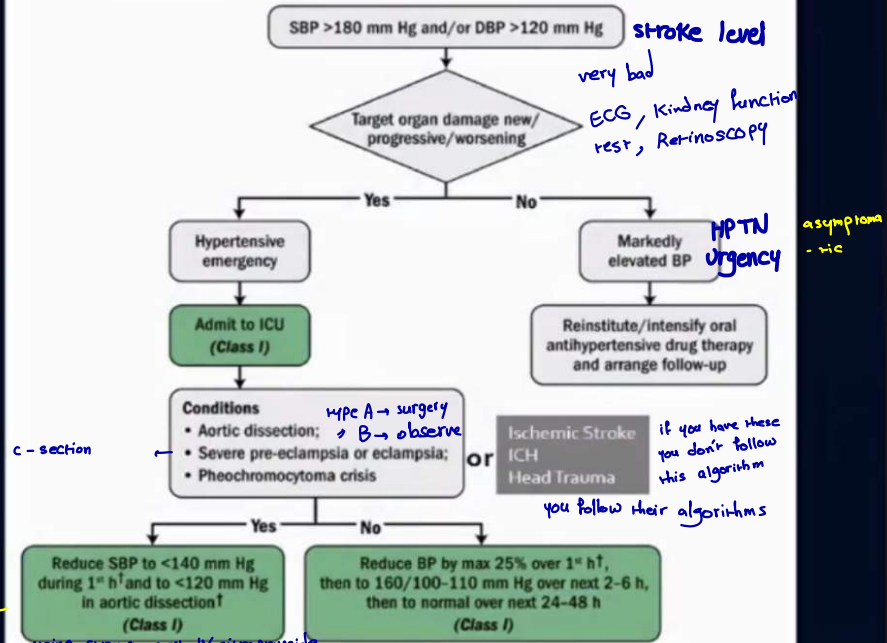 SBP >180 mm Hg and/or DBP >120 mm Hg
stroke level
very bad
Target organ damage new/
progressive/worsening
ECG, Kindney function
test, Retinoscopy
Yes
No
Hypertensive
emergency
Markedly
elevated BP
HPTN
urgency
asymptoma
-tic
Admit to ICU
(Class I)
Reinstitute/intensify oral
antihypertensive drug therapy
and arrange follow-up
Conditions
• Aortic dissection;
• Severe pre-eclampsia or eclampsia;
• Pheochromocytoma crisis
type A → surgery
" B → observe
c-section
or
Ischemic Stroke
ICH
Head Trauma
if you have these
you don't follow
this algorithm
you follow their algorithms
Yes
No
Reduce SBP to <140 mm Hg
during 1st h† and to <120 mm Hg
in aortic dissection†
(Class I)
Reduce BP by max 25% over 1st h†,
then to 160/100–110 mm Hg over next 2–6 h,
then to normal over next 24–48 h
(Class I)